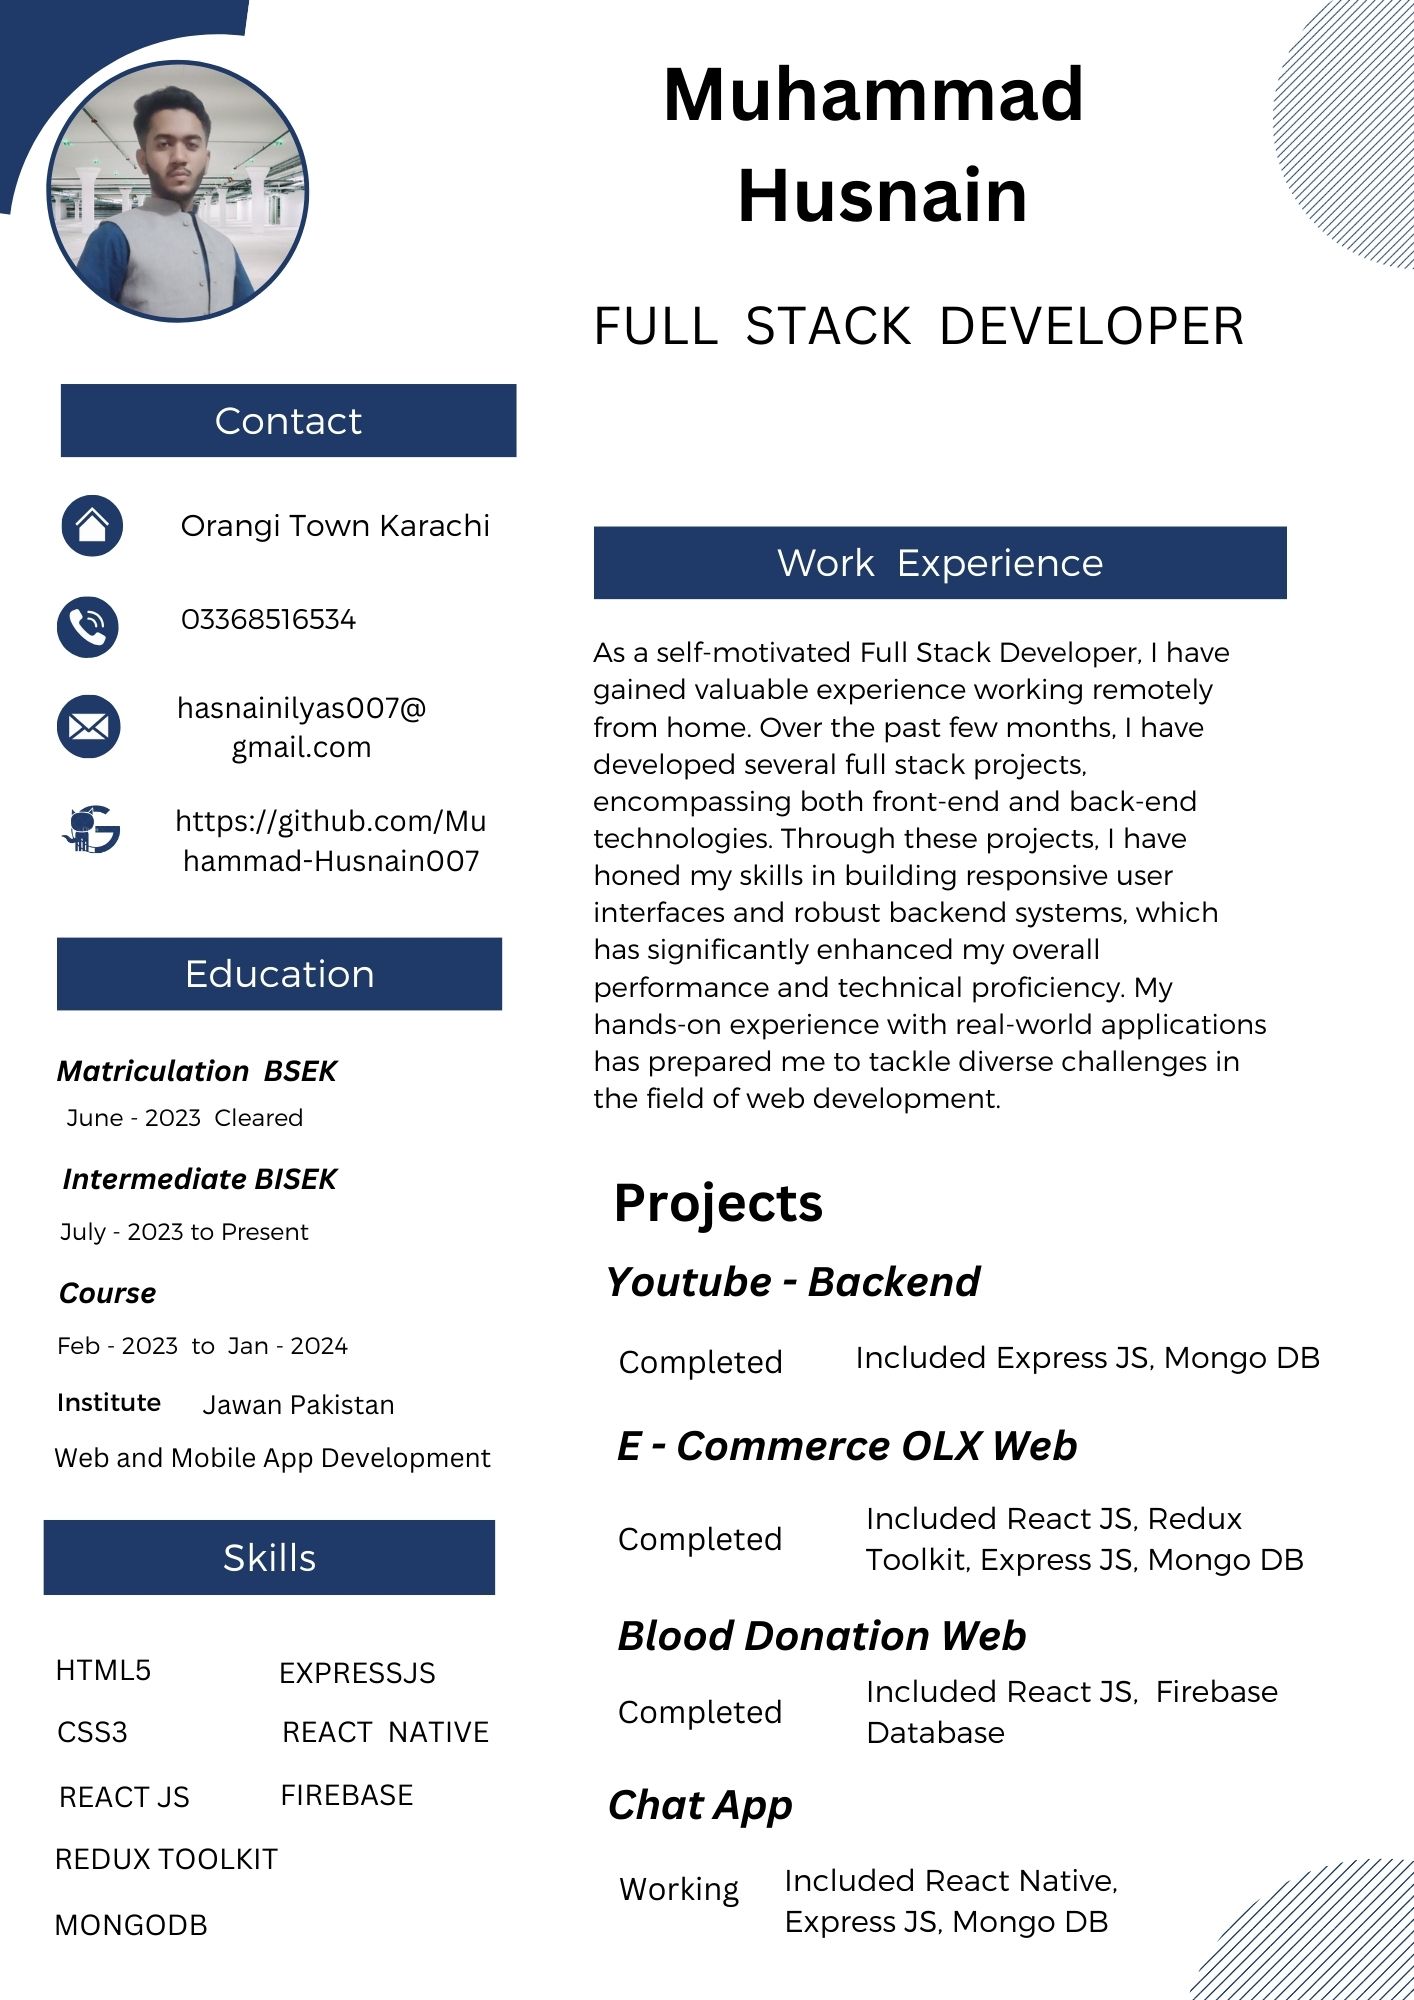 Muhammad
Husnain
FULL STACK DEVELOPER
Contact
Orangi Town Karachi
03368516534
hasnainilyas007@
gmail.com
https://github.com/Mu
hammad-Husnain007
Education
Matriculation BSEK
June - 2023 Cleared
Intermediate BISEK
July - 2023 to Present
Course
Feb - 2023 to Jan - 2024
Institute Jawan Pakistan
Web and Mobile App Development
Skills
HTML5 EXPRESSJS
CSS3 REACT NATIVE
REACT JS FIREBASE
REDUX TOOLKIT
MONGODB
Work Experience
As a self-motivated Full Stack Developer, I have
gained valuable experience working remotely
from home. Over the past few months, I have
developed several full stack projects,
encompassing both front-end and back-end
technologies. Through these projects, I have
honed my skills in building responsive user
interfaces and robust backend systems, which
has significantly enhanced my overall
performance and technical proficiency. My
hands-on experience with real-world applications
has prepared me to tackle diverse challenges in
the field of web development.
Projects
Youtube - Backend
Completed Included Express JS, Mongo DB
E - Commerce OLX Web
Completed Included React JS, Redux
Toolkit, Express JS, Mongo DB
Blood Donation Web
Completed Included React JS, Firebase
Database
Chat App
Working Included React Native,
Express JS, Mongo DB